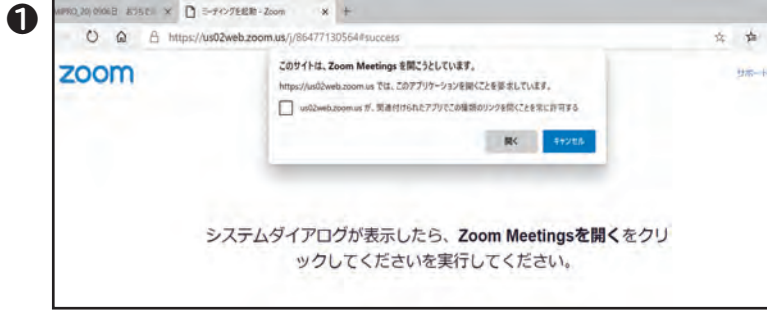 ❶
ミーティングを起動 - Zoom
https://us02web.zoom.us/j/86477130564#success
zoom
このサイトは、Zoom Meetings を開こうとしています。
https://us02web.zoom.us では、このアプリケーションを開くことを要求しています。
us02web.zoom.us が、関連付けられたアプリでこの種類のリンクを開くことを常に許可する
開く
キャンセル
システムダイアログが表示したら、Zoom Meetingsを開くをクリ
ックしてくださいを実行してください。